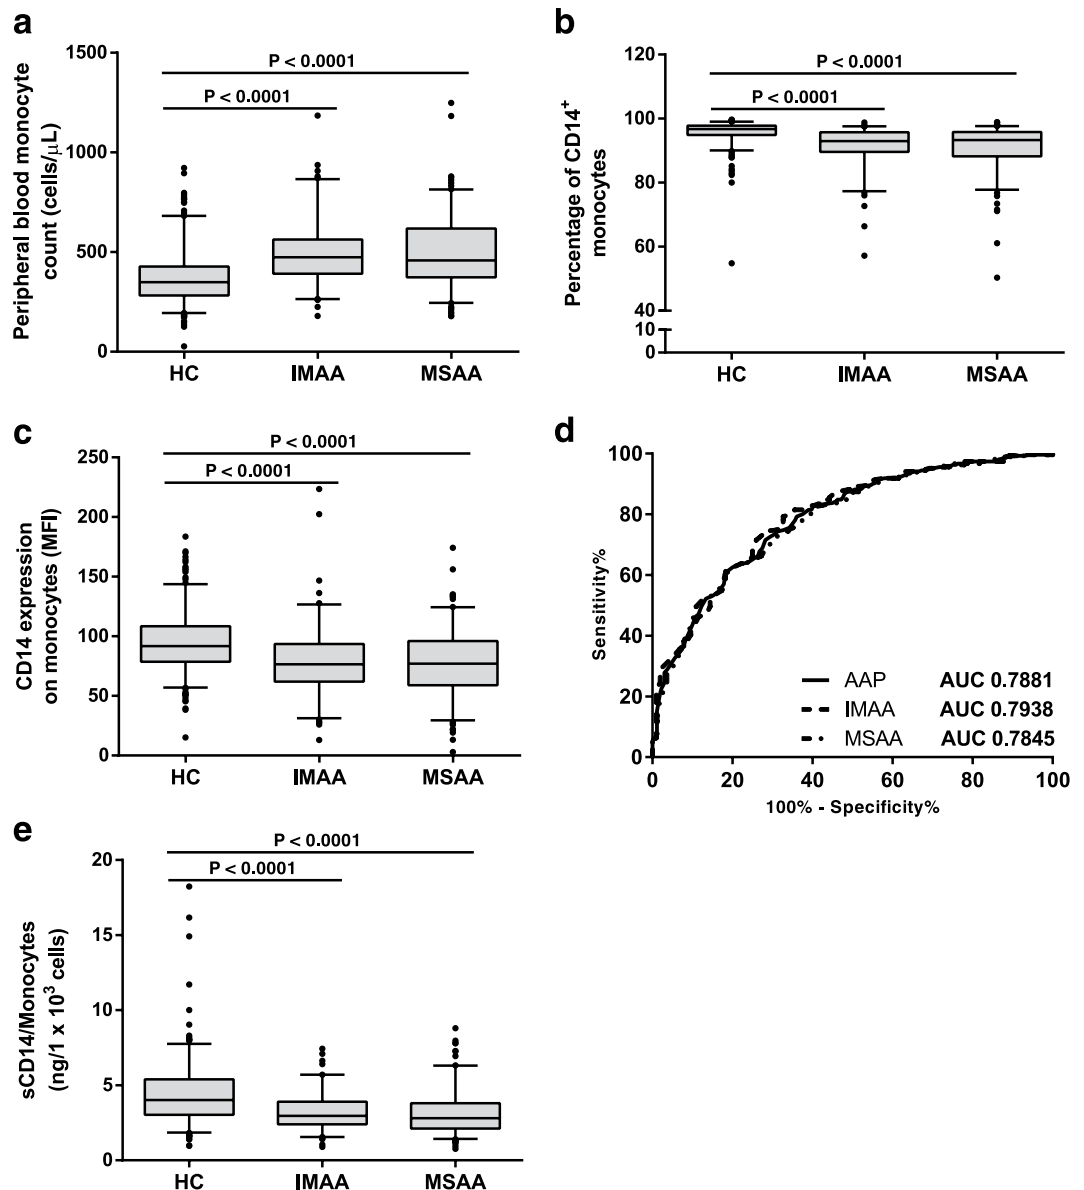 a
P < 0.0001
P < 0.0001
Peripheral blood monocyte
count (cells/μL)
1500
1000
500
0
HC IMAA MSAA
b
P < 0.0001
P < 0.0001
Percentage of CD14+
monocytes
120
100
80
60
40
10
0
HC IMAA MSAA
c
P < 0.0001
P < 0.0001
CD14 expression
on monocytes (MFI)
250
200
150
100
50
0
HC IMAA MSAA
d
Sensitivity%
100
80
60
40
20
0
AAP AUC 0.7881
IMAA AUC 0.7938
MSAA AUC 0.7845
0 20 40 60 80 100
100% - Specificity%
e
P < 0.0001
P < 0.0001
sCD14/Monocytes
(ng/1 x 10³ cells)
20
15
10
5
0
HC IMAA MSAA